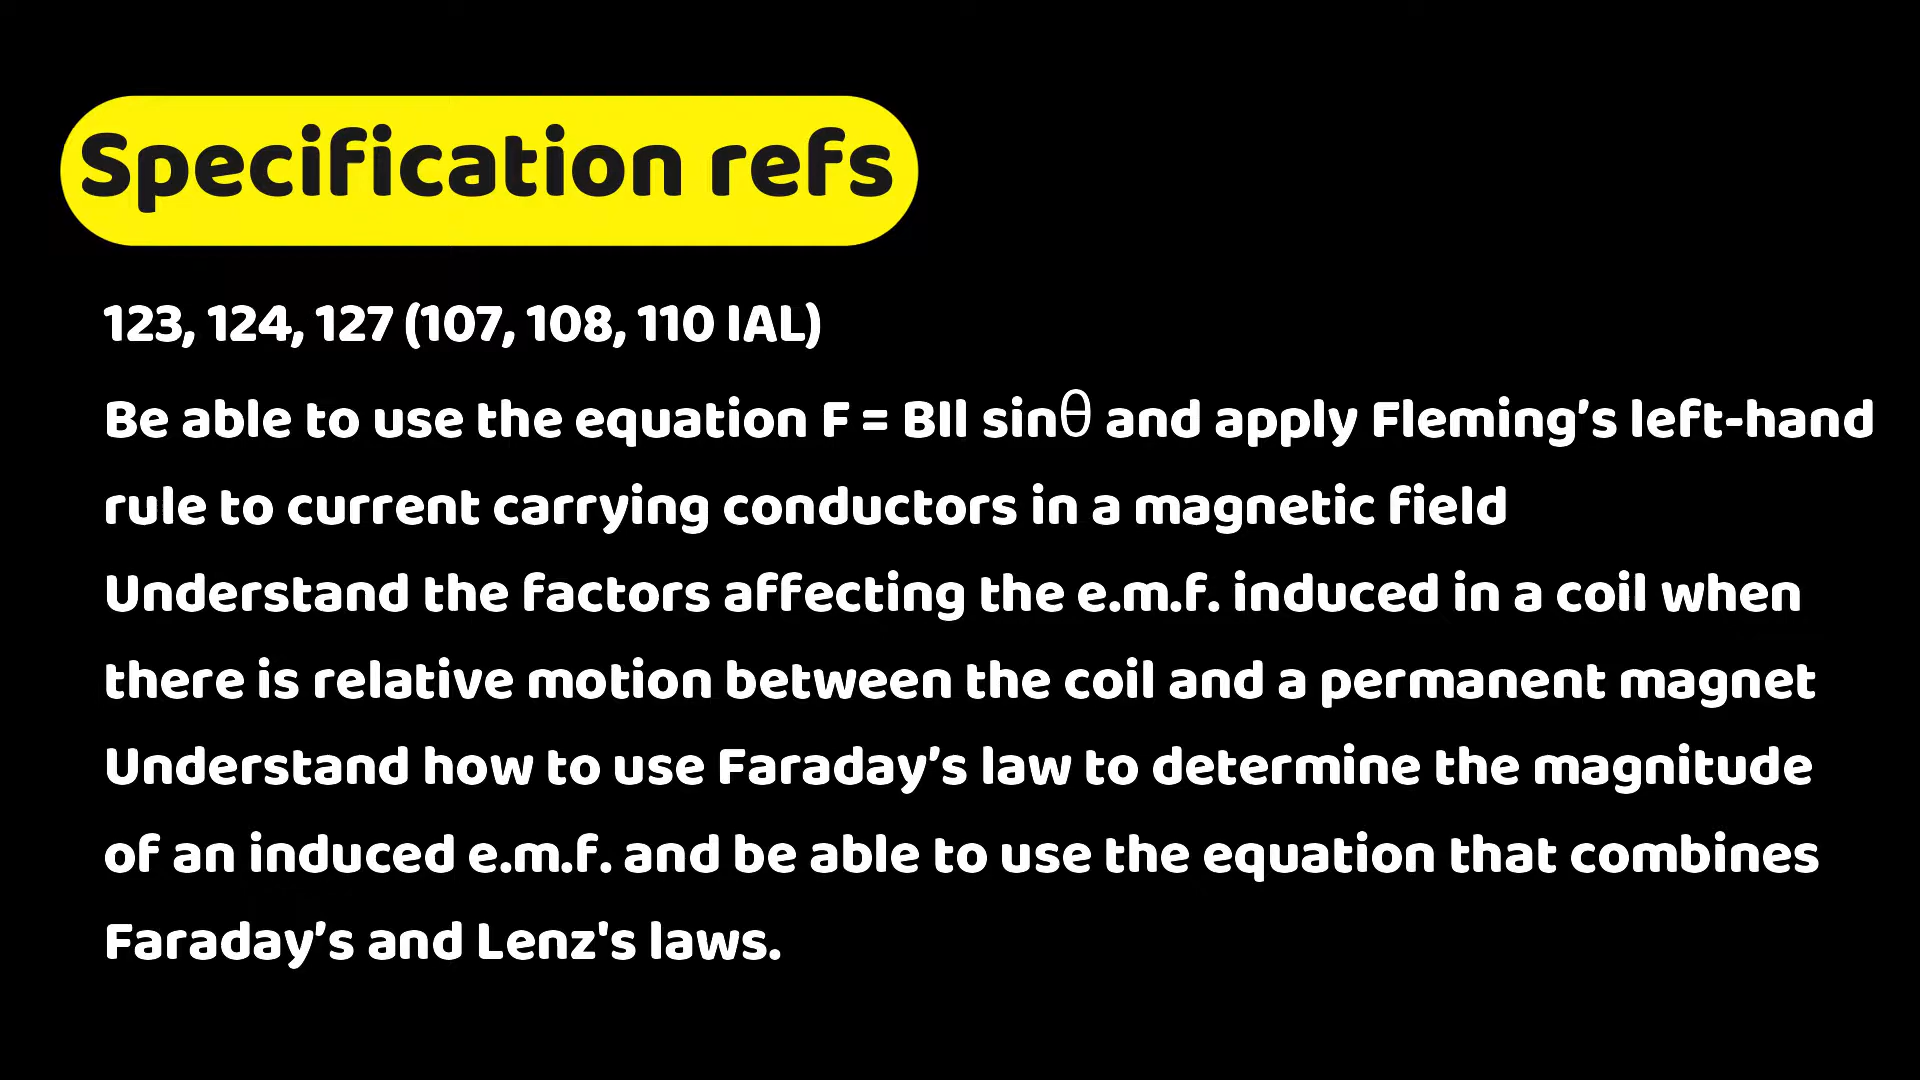 Specification refs
123, 124, 127 (107, 108, 110 IAL)
Be able to use the equation F = BIl sinθ and apply Fleming’s left-hand
rule to current carrying conductors in a magnetic field
Understand the factors affecting the e.m.f. induced in a coil when
there is relative motion between the coil and a permanent magnet
Understand how to use Faraday’s law to determine the magnitude
of an induced e.m.f. and be able to use the equation that combines
Faraday’s and Lenz's laws.